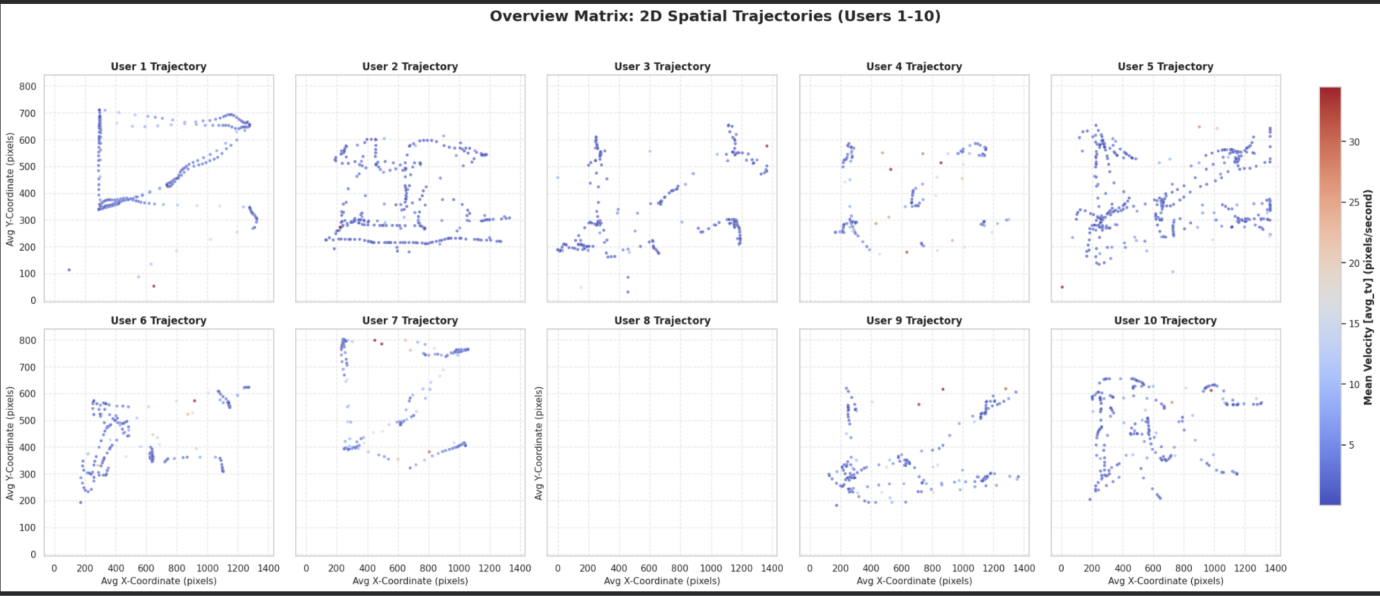 Overview Matrix: 2D Spatial Trajectories (Users 1-10)
User 1 Trajectory
User 2 Trajectory
User 3 Trajectory
User 4 Trajectory
User 5 Trajectory
Avg Y-Coordinate (pixels)
800
700
600
500
400
300
200
100
0
User 6 Trajectory
User 7 Trajectory
User 8 Trajectory
User 9 Trajectory
User 10 Trajectory
Avg Y-Coordinate (pixels)
800
700
600
500
400
300
200
100
0
Avg Y-Coordinate (pixels)
0 200 400 600 800 1000 1200 1400
0 200 400 600 800 1000 1200 1400
0 200 400 600 800 1000 1200 1400
0 200 400 600 800 1000 1200 1400
0 200 400 600 800 1000 1200 1400
Avg X-Coordinate (pixels)
Avg X-Coordinate (pixels)
Avg X-Coordinate (pixels)
Avg X-Coordinate (pixels)
Avg X-Coordinate (pixels)
30
25
20
15
10
5
Mean Velocity [avg_tv] (pixels/second)